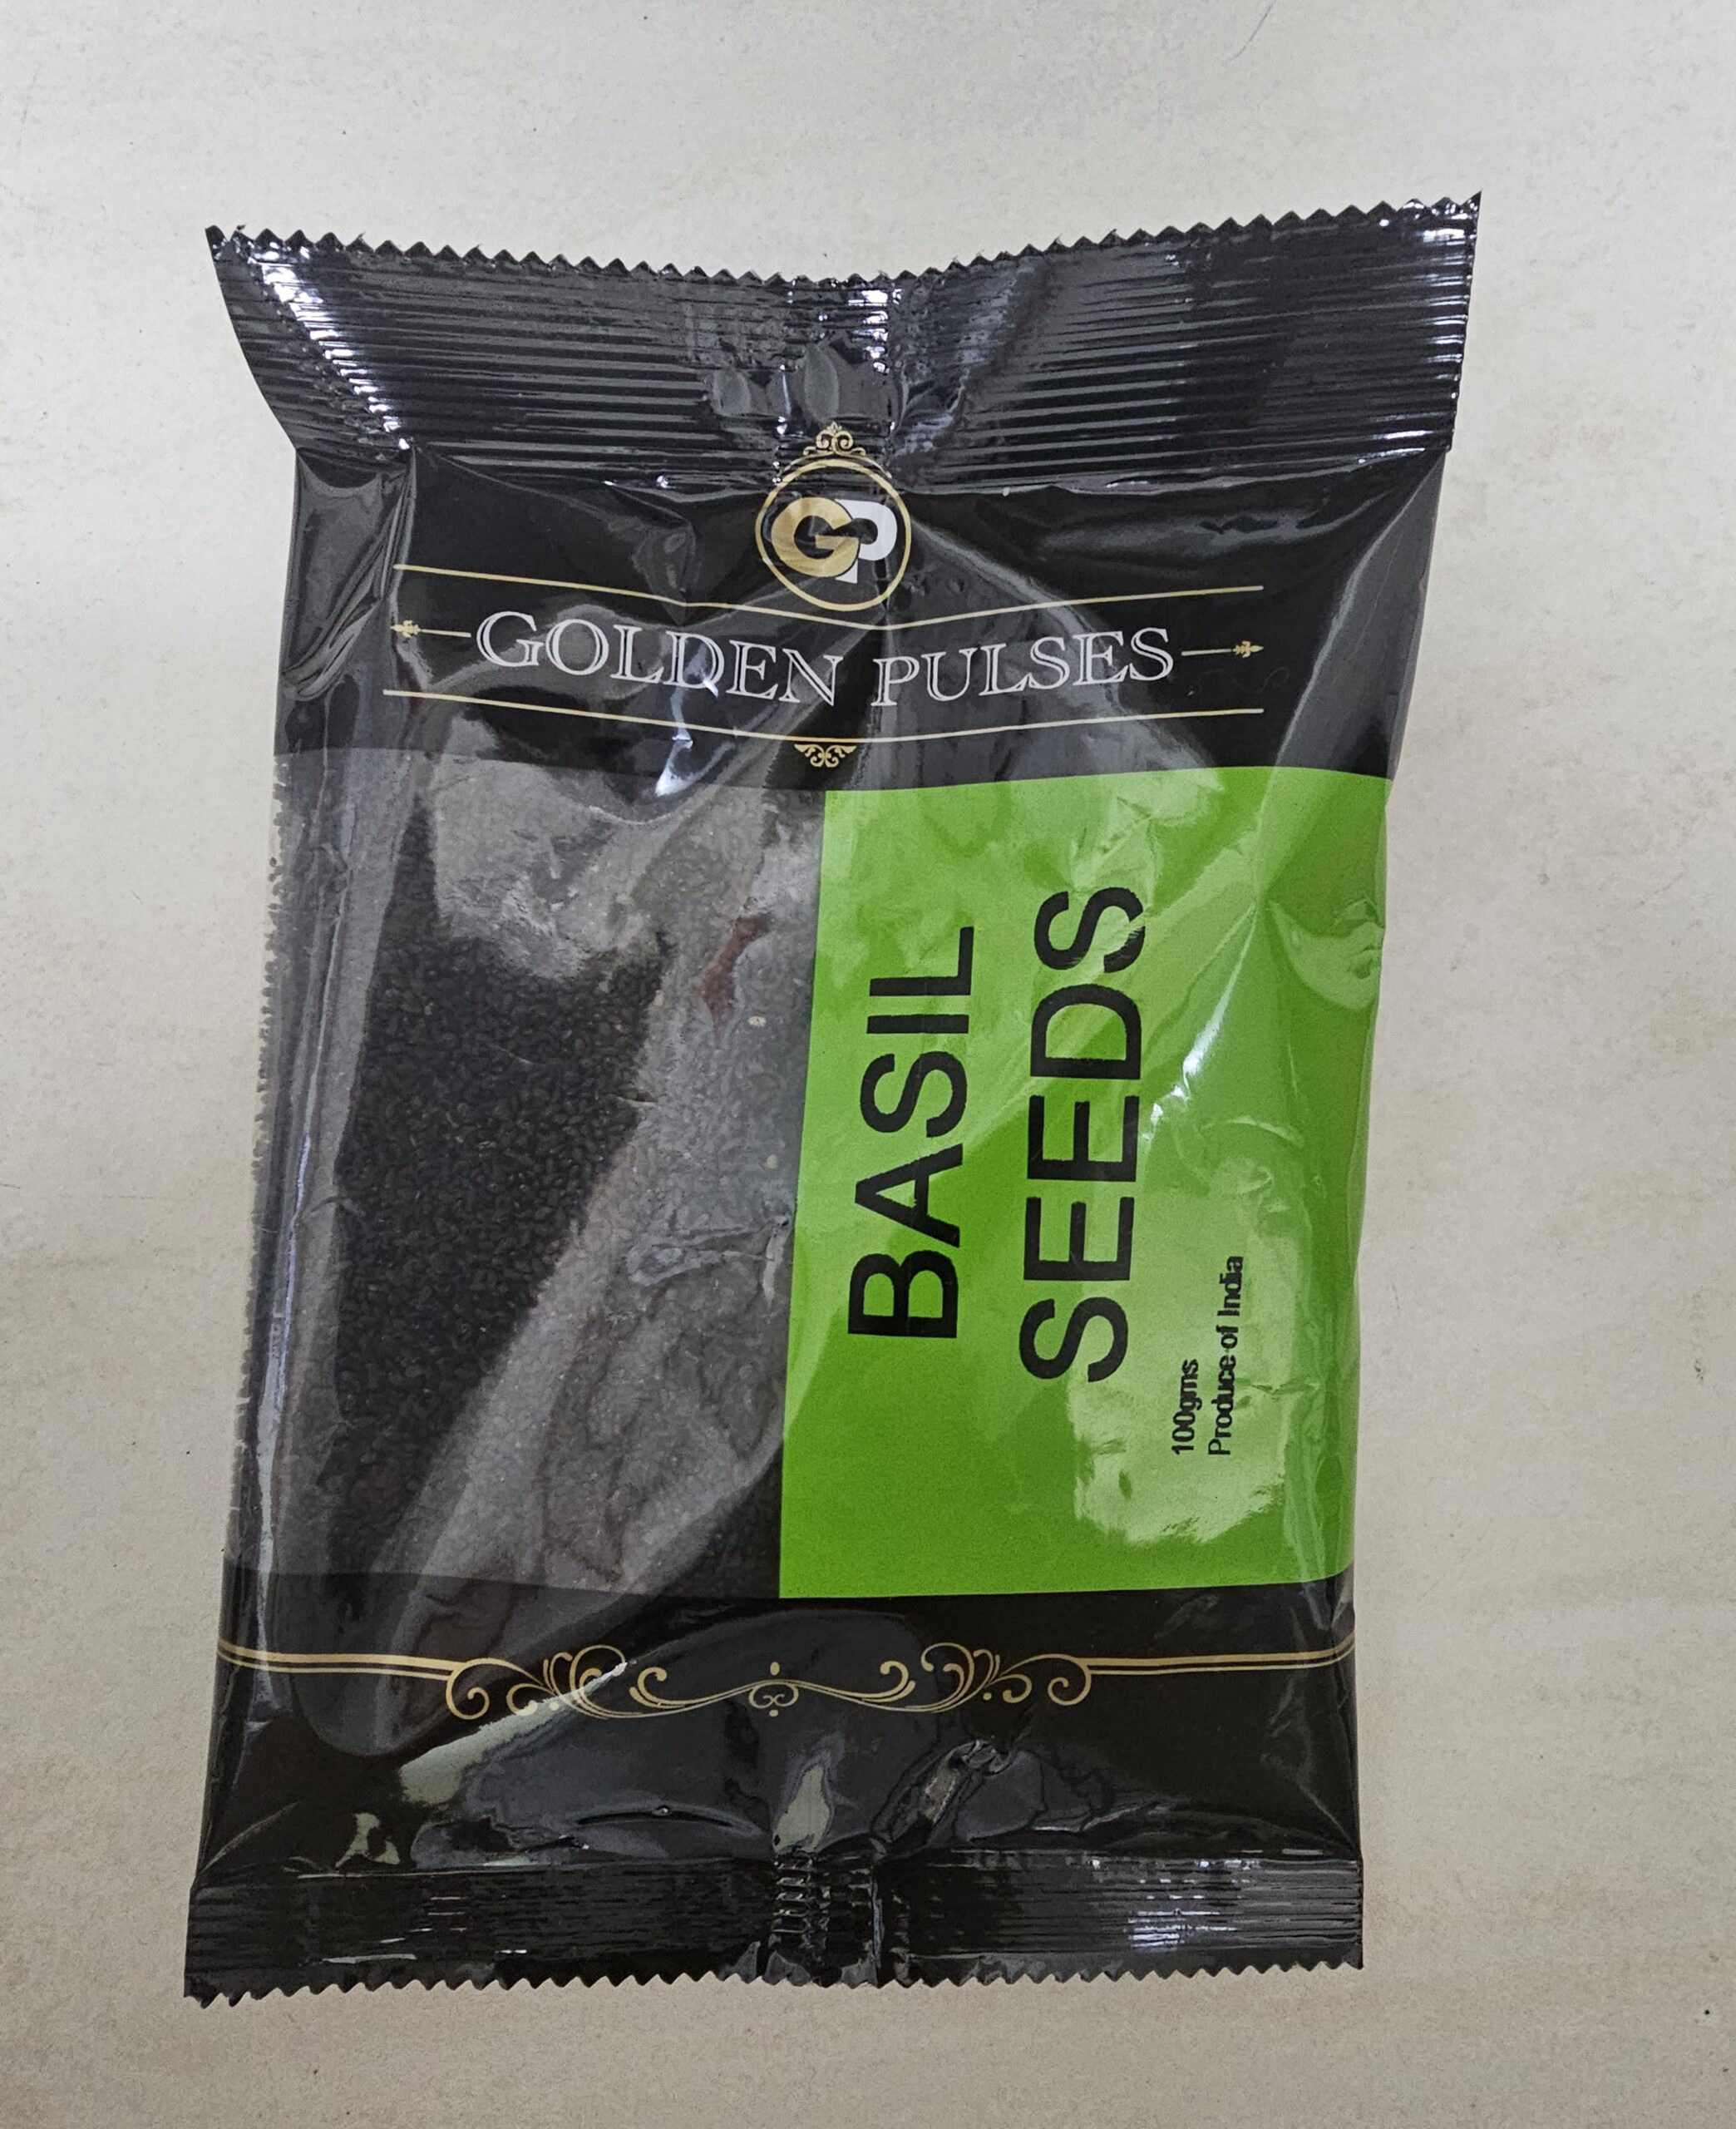 GP
GOLDEN PULSES
BASIL
SEEDS
100gms
Produce of India